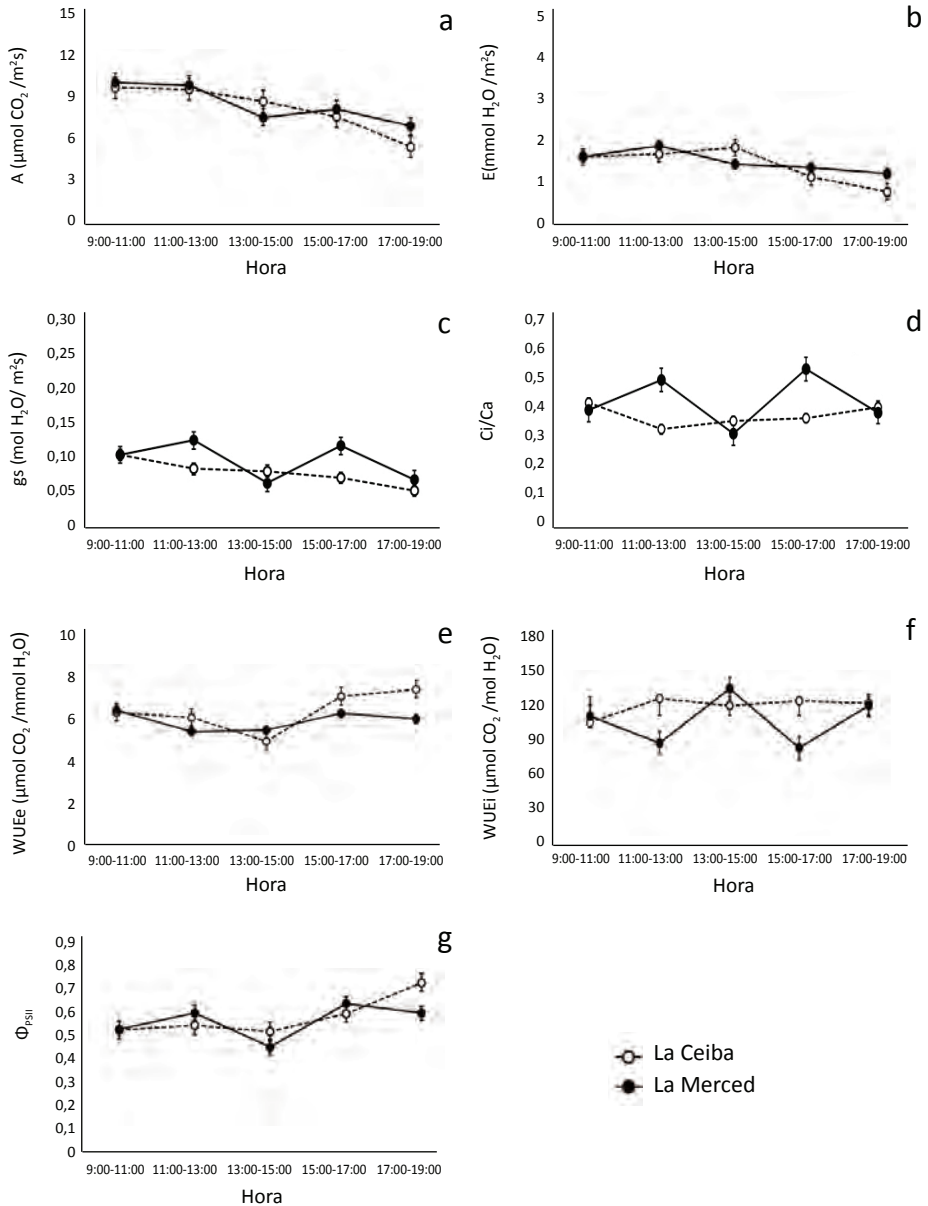 a
A (µmol CO₂ /m²s)
15
12
9
6
3
0
9:00-11:00 11:00-13:00 13:00-15:00 15:00-17:00 17:00-19:00
Hora
b
E(mmol H₂O /m²s)
5
4
3
2
1
0
9:00-11:00 11:00-13:00 13:00-15:00 15:00-17:00 17:00-19:00
Hora
c
gs (mol H₂O/ m²s)
0,30
0,25
0,20
0,15
0,10
0,05
0
9:00-11:00 11:00-13:00 13:00-15:00 15:00-17:00 17:00-19:00
Hora
d
Ci/Ca
0,7
0,6
0,5
0,4
0,3
0,2
0,1
0
9:00-11:00 11:00-13:00 13:00-15:00 15:00-17:00 17:00-19:00
Hora
e
WUEe (µmol CO₂ /mmol H₂O)
10
8
6
4
2
0
9:00-11:00 11:00-13:00 13:00-15:00 15:00-17:00 17:00-19:00
Hora
f
WUEi (µmol CO₂ /mol H₂O)
180
150
120
90
60
30
0
9:00-11:00 11:00-13:00 13:00-15:00 15:00-17:00 17:00-19:00
Hora
g
Φ_PSII
0,9
0,8
0,7
0,6
0,5
0,4
0,3
0,2
0,1
0
9:00-11:00 11:00-13:00 13:00-15:00 15:00-17:00 17:00-19:00
Hora
La Ceiba
La Merced